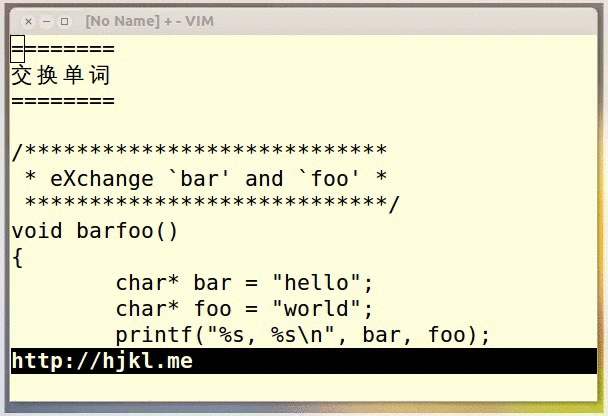 [No Name] + - VIM
========
交换单词
========
/****************************
 * eXchange `bar' and `foo' *
 ****************************/
void barfoo()
{
        char* bar = "hello";
        char* foo = "world";
        printf("%s, %s\n", bar, foo);
http://hjkl.me